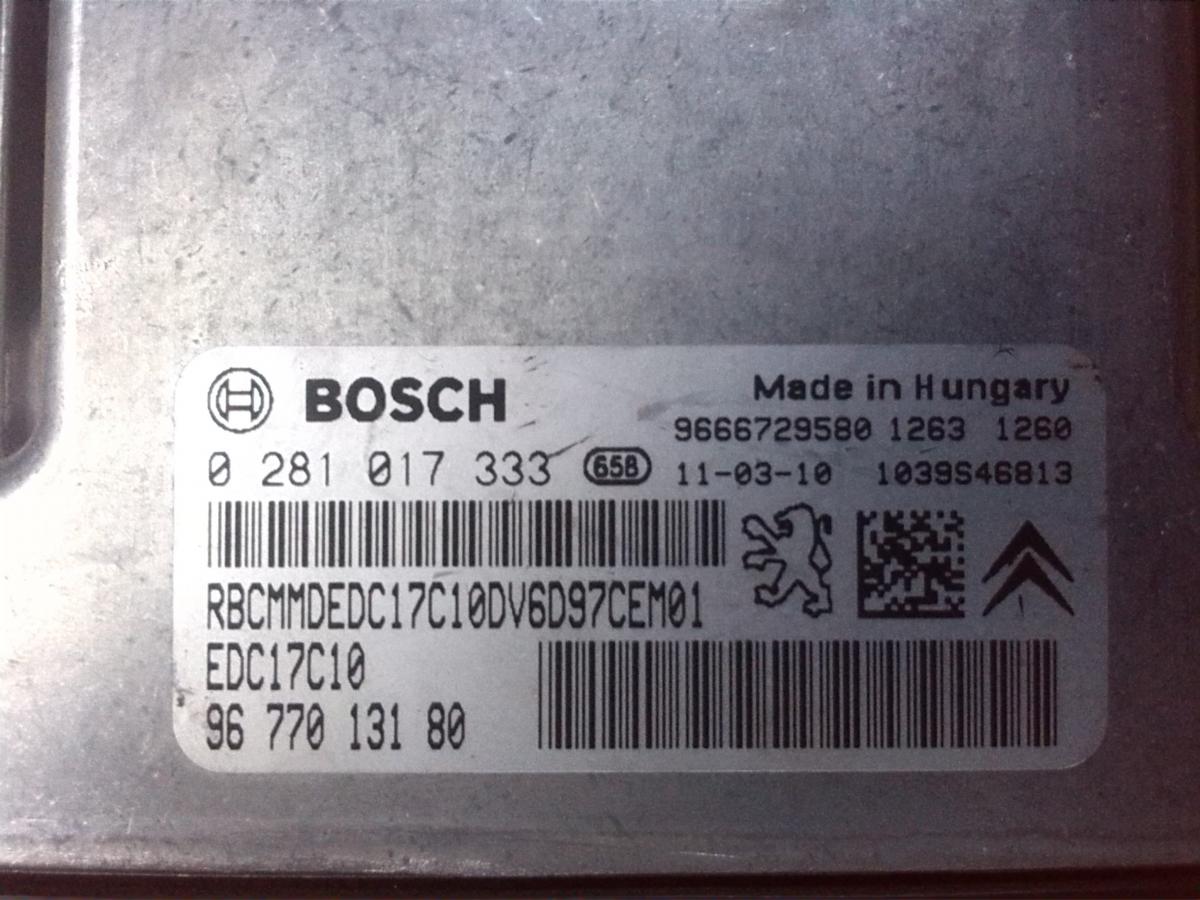 BOSCH
Made in Hungary
9666729580 1263 1260
0 281 017 333 65B
11-03-10 1039S46813
RBCMMDEDC17C10DV6D97CEM01
EDC17C10
96 770 131 80